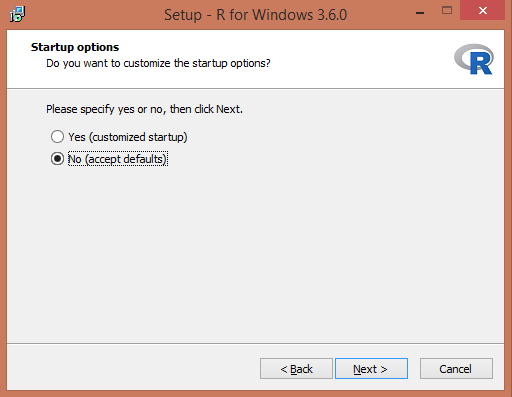 Setup - R for Windows 3.6.0
Startup options
Do you want to customize the startup options?
R
Please specify yes or no, then click Next.
Yes (customized startup)
No (accept defaults)
< Back
Next >
Cancel